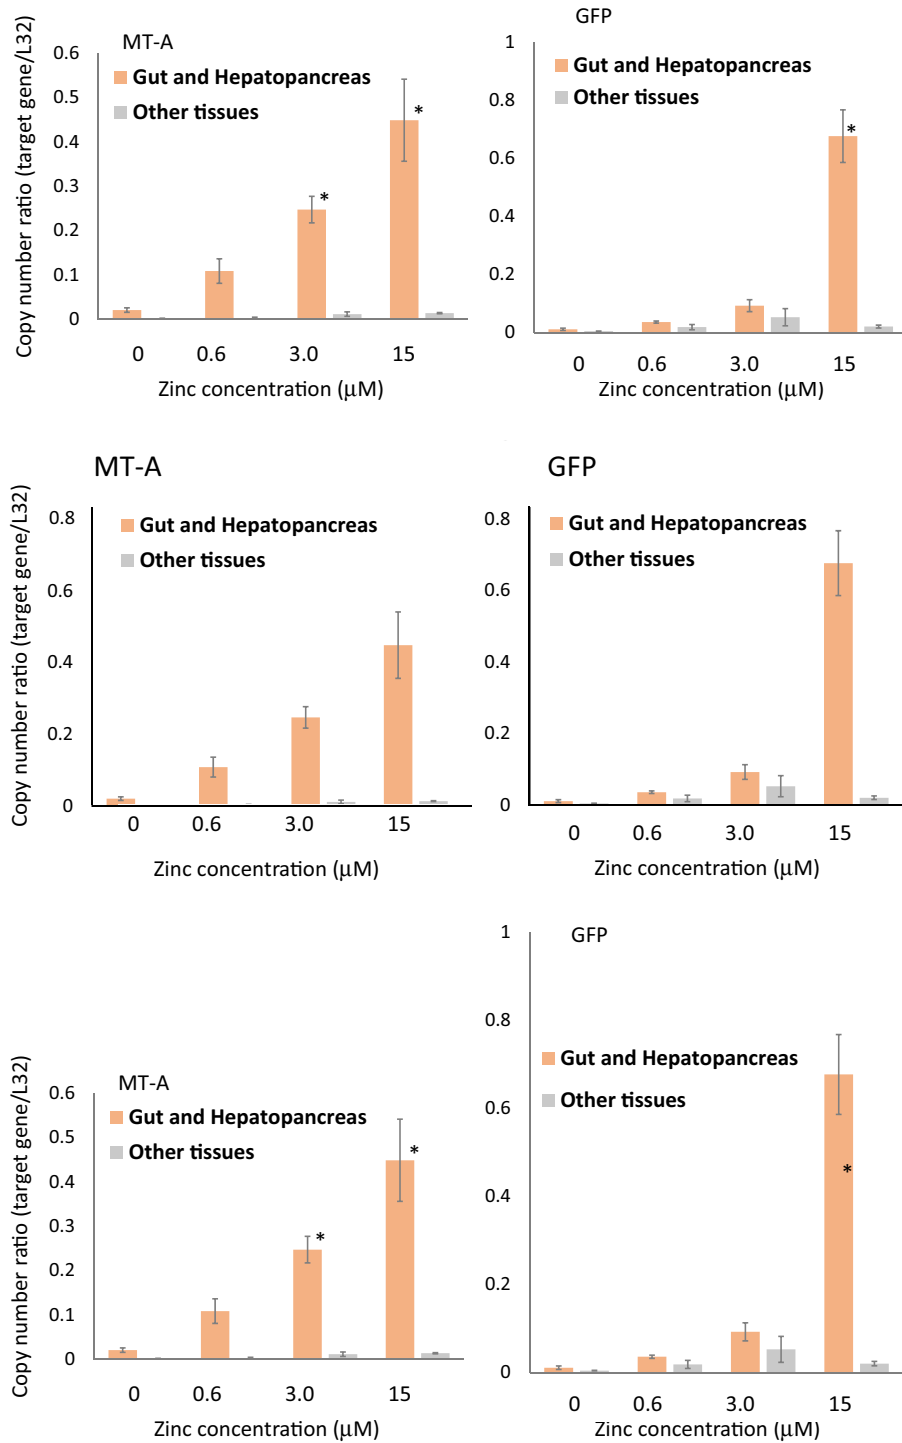 MT-A
Copy number ratio (target gene/L32)
0.6
0.5
0.4
0.3
0.2
0.1
0
Gut and Hepatopancreas
Other tissues
*
*
0 0.6 3.0 15
Zinc concentration (μM)
GFP
1
0.8
0.6
0.4
0.2
0
Gut and Hepatopancreas
Other tissues
*
0 0.6 3.0 15
Zinc concentration (μM)
MT-A
Copy number ratio (target gene/L32)
0.8
0.6
0.4
0.2
0
Gut and Hepatopancreas
Other tissues
0 0.6 3.0 15
Zinc concentration (μM)
GFP
0.8
0.6
0.4
0.2
0
Gut and Hepatopancreas
Other tissues
0 0.6 3.0 15
Zinc concentration (μM)
MT-A
Copy number ratio (target gene/L32)
0.6
0.5
0.4
0.3
0.2
0.1
0
Gut and Hepatopancreas
Other tissues
*
*
0 0.6 3.0 15
Zinc concentration (μM)
GFP
1
0.8
0.6
0.4
0.2
0
Gut and Hepatopancreas
Other tissues
*
0 0.6 3.0 15
Zinc concentration (μM)